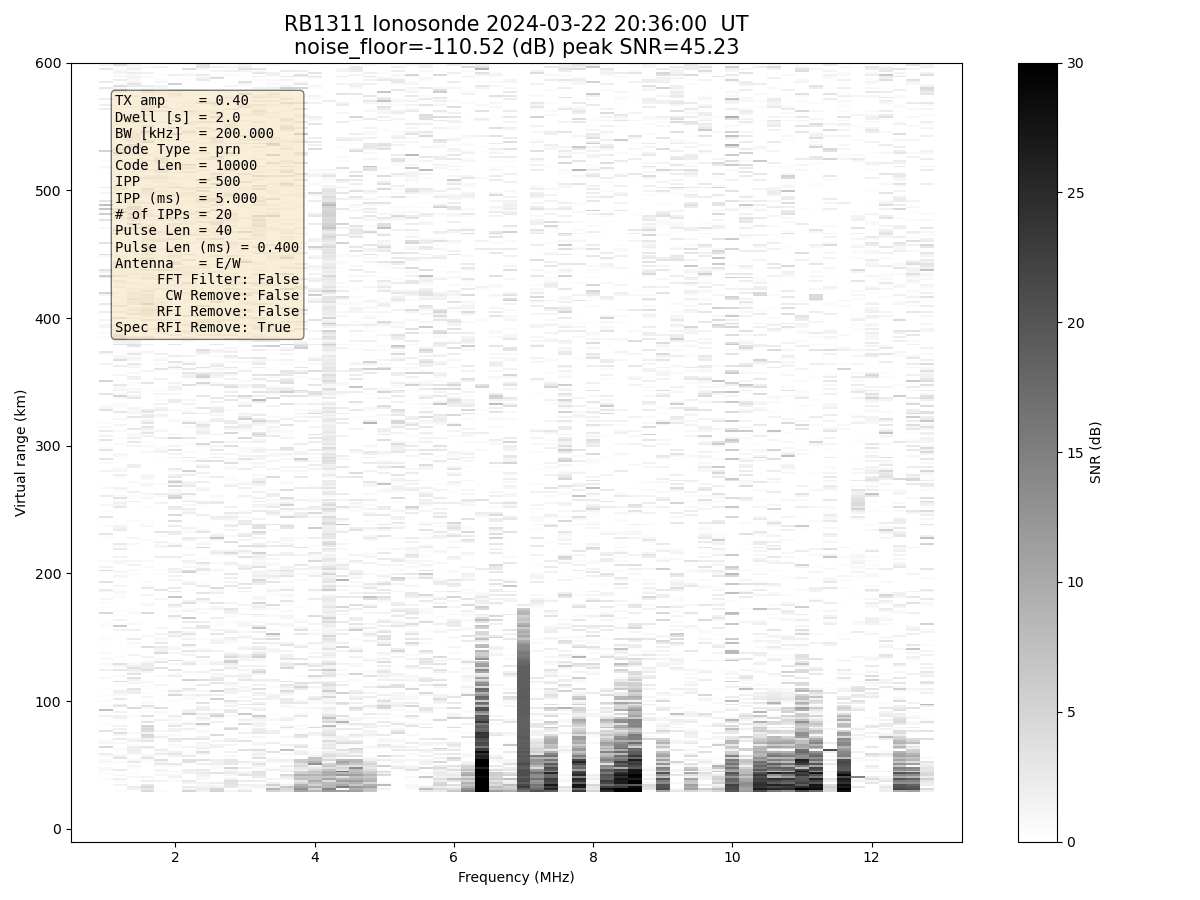 RB1311 Ionosonde 2024-03-22 20:36:00  UT
noise_floor=-110.52 (dB) peak SNR=45.23
600
500
400
300
200
100
0
Virtual range (km)
TX amp    = 0.40
Dwell [s] = 2.0
BW [kHz]  = 200.000
Code Type = prn
Code Len  = 10000
IPP       = 500
IPP (ms)  = 5.000
# of IPPs = 20
Pulse Len = 40
Pulse Len (ms) = 0.400
Antenna   = E/W
FFT Filter: False
CW Remove: False
RFI Remove: False
Spec RFI Remove: True
2 4 6 8 10 12
Frequency (MHz)
30
25
20
15
10
5
0
SNR (dB)